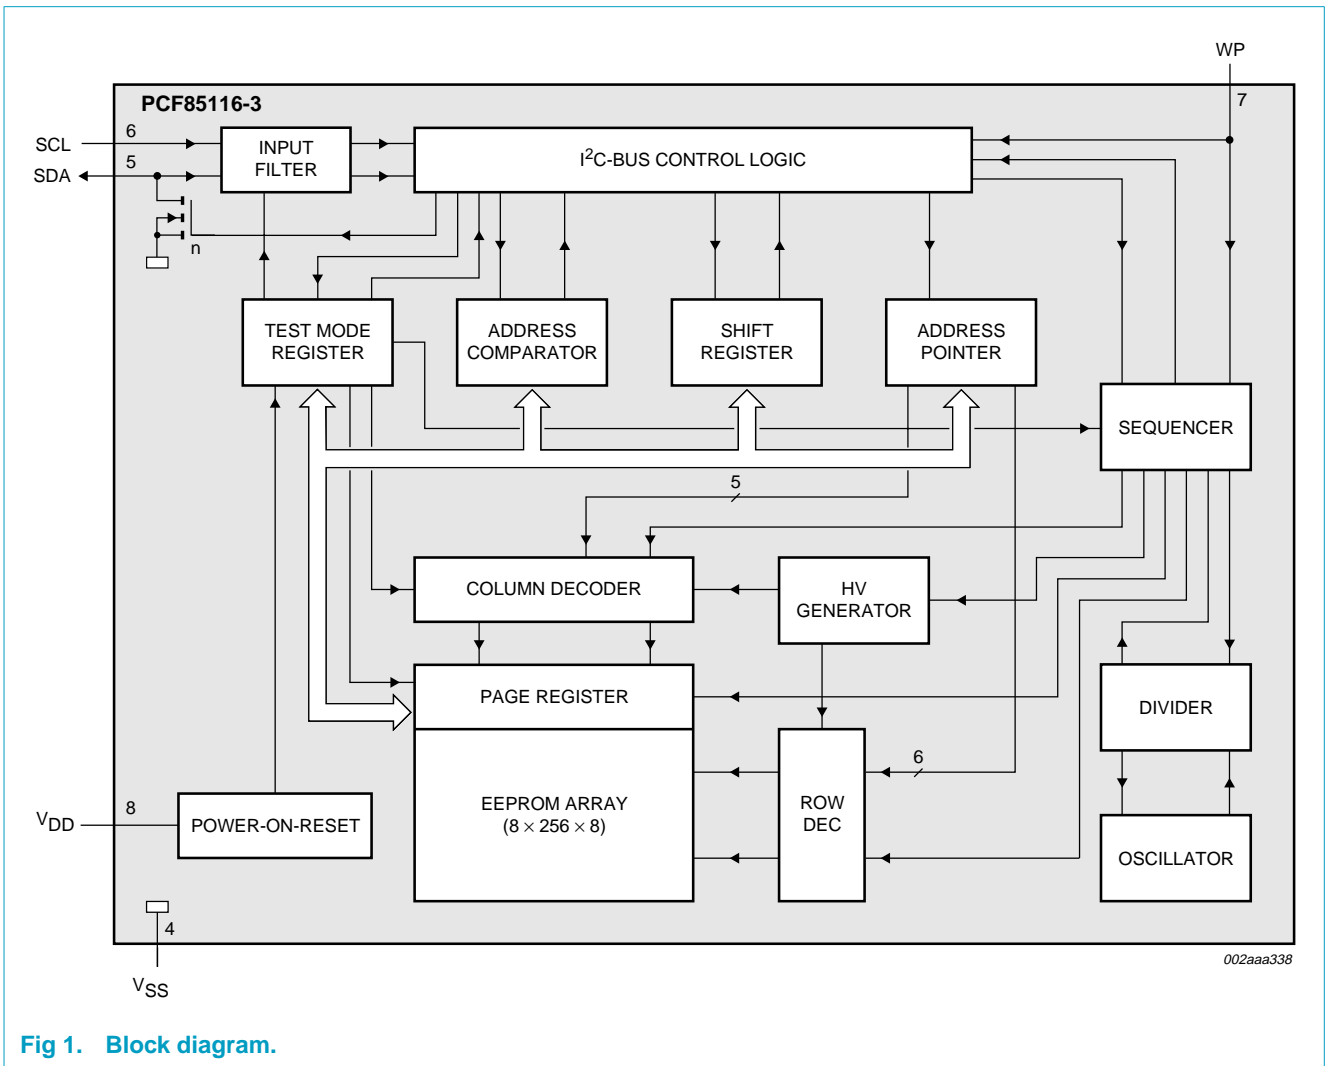 WP
PCF85116-3
7
SCL
6
INPUT
FILTER
I²C-BUS CONTROL LOGIC
SDA
5
n
TEST MODE
REGISTER
ADDRESS
COMPARATOR
SHIFT
REGISTER
ADDRESS
POINTER
SEQUENCER
5
COLUMN DECODER
HV
GENERATOR
PAGE REGISTER
DIVIDER
6
EEPROM ARRAY
(8 × 256 × 8)
ROW
DEC
VDD
8
POWER-ON-RESET
OSCILLATOR
4
VSS
002aaa338
Fig 1. Block diagram.